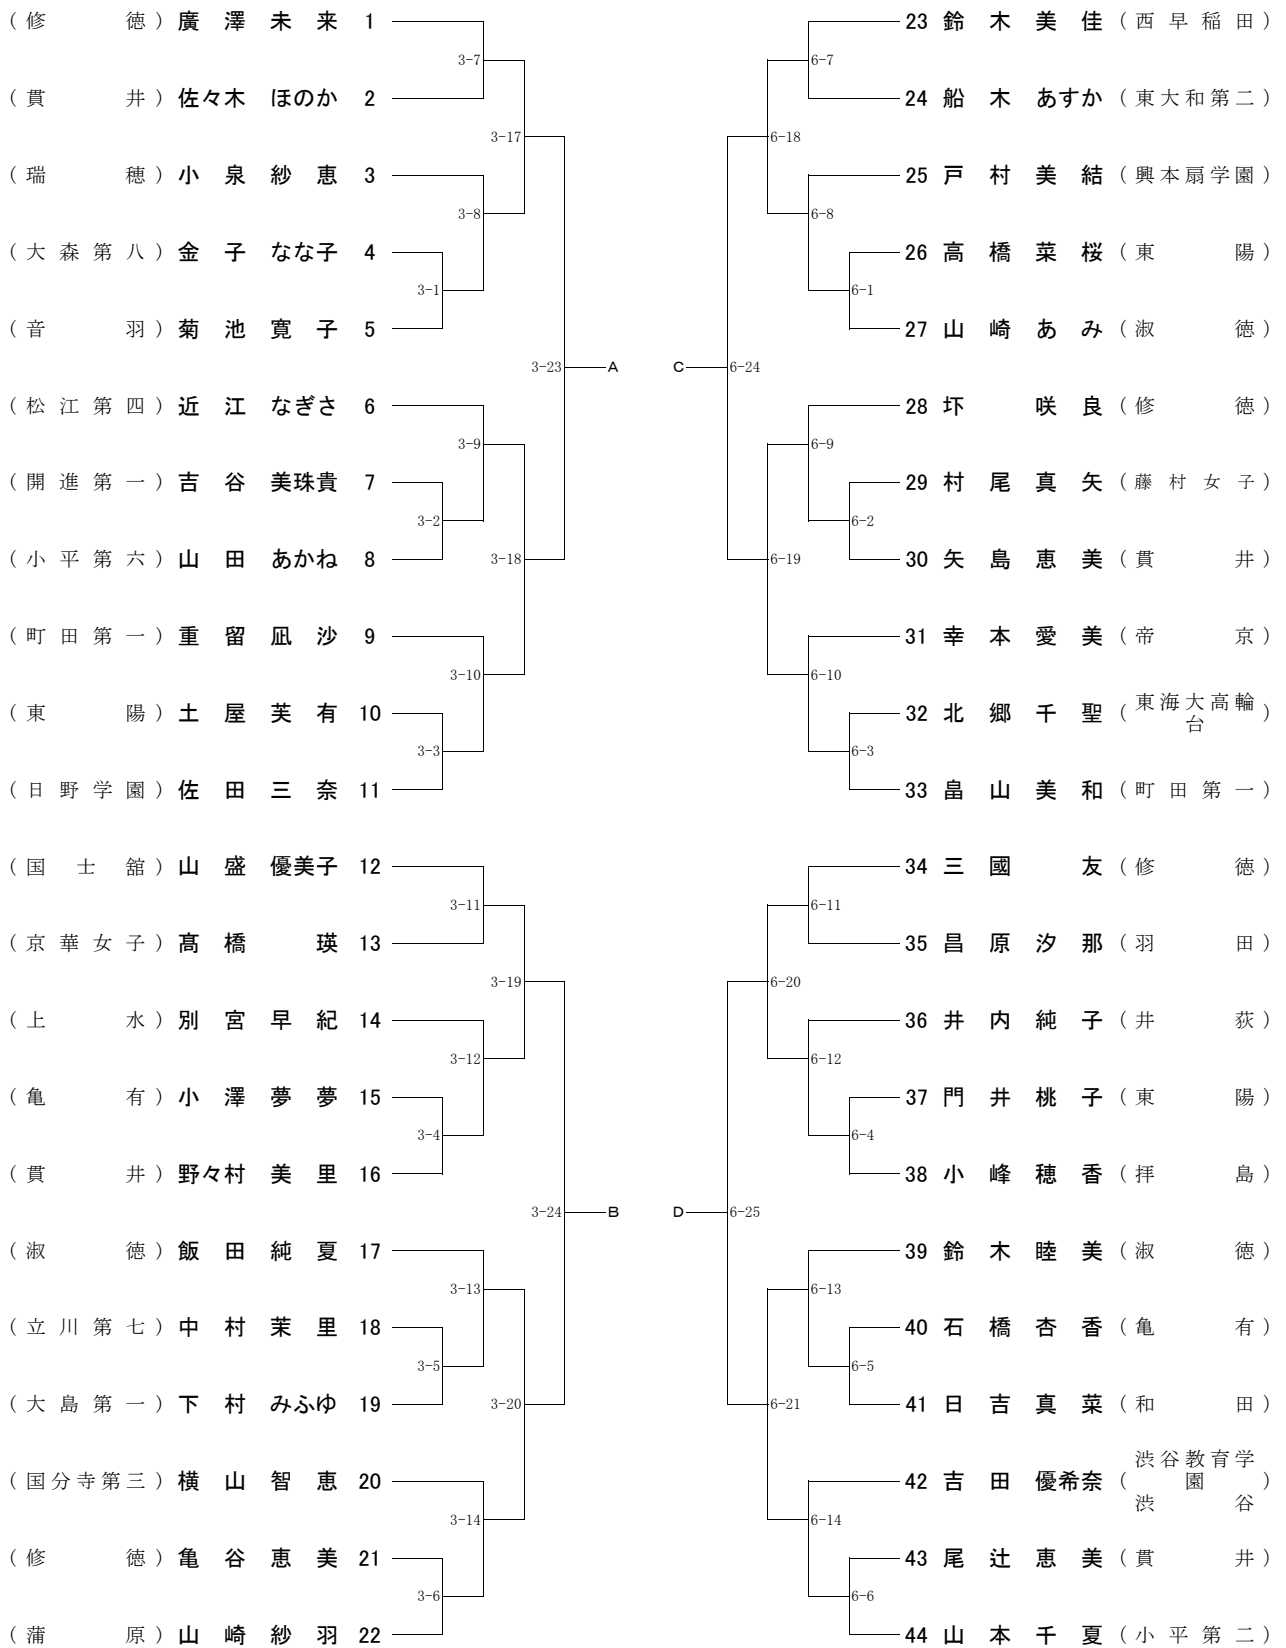 （修徳）廣澤未来 1
3-7
（貫井）佐々木ほのか 2
3-17
（瑞穂）小泉紗恵 3
3-8
（大森第八）金子なな子 4
3-1
（音羽）菊池寛子 5
3-23 A
（松江第四）近江なぎさ 6
3-9
（開進第一）吉谷美珠貴 7
3-2
（小平第六）山田あかね 8
3-18
（町田第一）重留凪沙 9
3-10
（東陽）土屋芙有 10
3-3
（日野学園）佐田三奈 11
（国士舘）山盛優美子 12
3-11
（京華女子）髙橋瑛 13
3-19
（上水）別宮早紀 14
3-12
（亀有）小澤夢夢 15
3-4
（貫井）野々村美里 16
3-24 B
（淑徳）飯田純夏 17
3-13
（立川第七）中村茉里 18
3-5
（大島第一）下村みふゆ 19
3-20
（国分寺第三）横山智恵 20
3-14
（修徳）亀谷恵美 21
3-6
（蒲原）山崎紗羽 22
23 鈴木美佳（西早稲田）
6-7
24 船木あすか（東大和第二）
6-18
25 戸村美結（興本扇学園）
6-8
26 高橋菜桜（東陽）
6-1
27 山崎あみ（淑徳）
C 6-24
28 圷咲良（修徳）
6-9
29 村尾真矢（藤村女子）
6-2
30 矢島恵美（貫井）
6-19
31 幸本愛美（帝京）
6-10
32 北郷千聖（東海大高輪台）
6-3
33 畠山美和（町田第一）
34 三國友（修徳）
6-11
35 昌原汐那（羽田）
6-20
36 井内純子（井荻）
6-12
37 門井桃子（東陽）
6-4
38 小峰穂香（拝島）
D 6-25
39 鈴木睦美（淑徳）
6-13
40 石橋杏香（亀有）
6-5
41 日吉真菜（和田）
6-21
42 吉田優希奈（渋谷教育学園渋谷）
6-14
43 尾辻恵美（貫井）
6-6
44 山本千夏（小平第二）